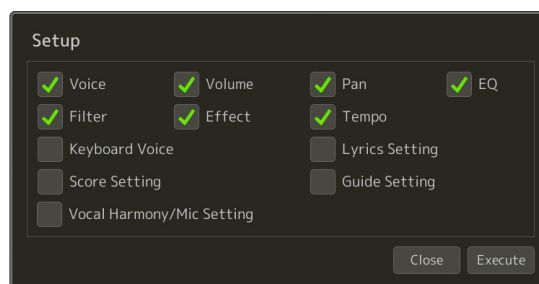 Setup
Voice Volume Pan EQ
Filter Effect Tempo
Keyboard Voice Lyrics Setting
Score Setting Guide Setting
Vocal Harmony/Mic Setting
Close Execute